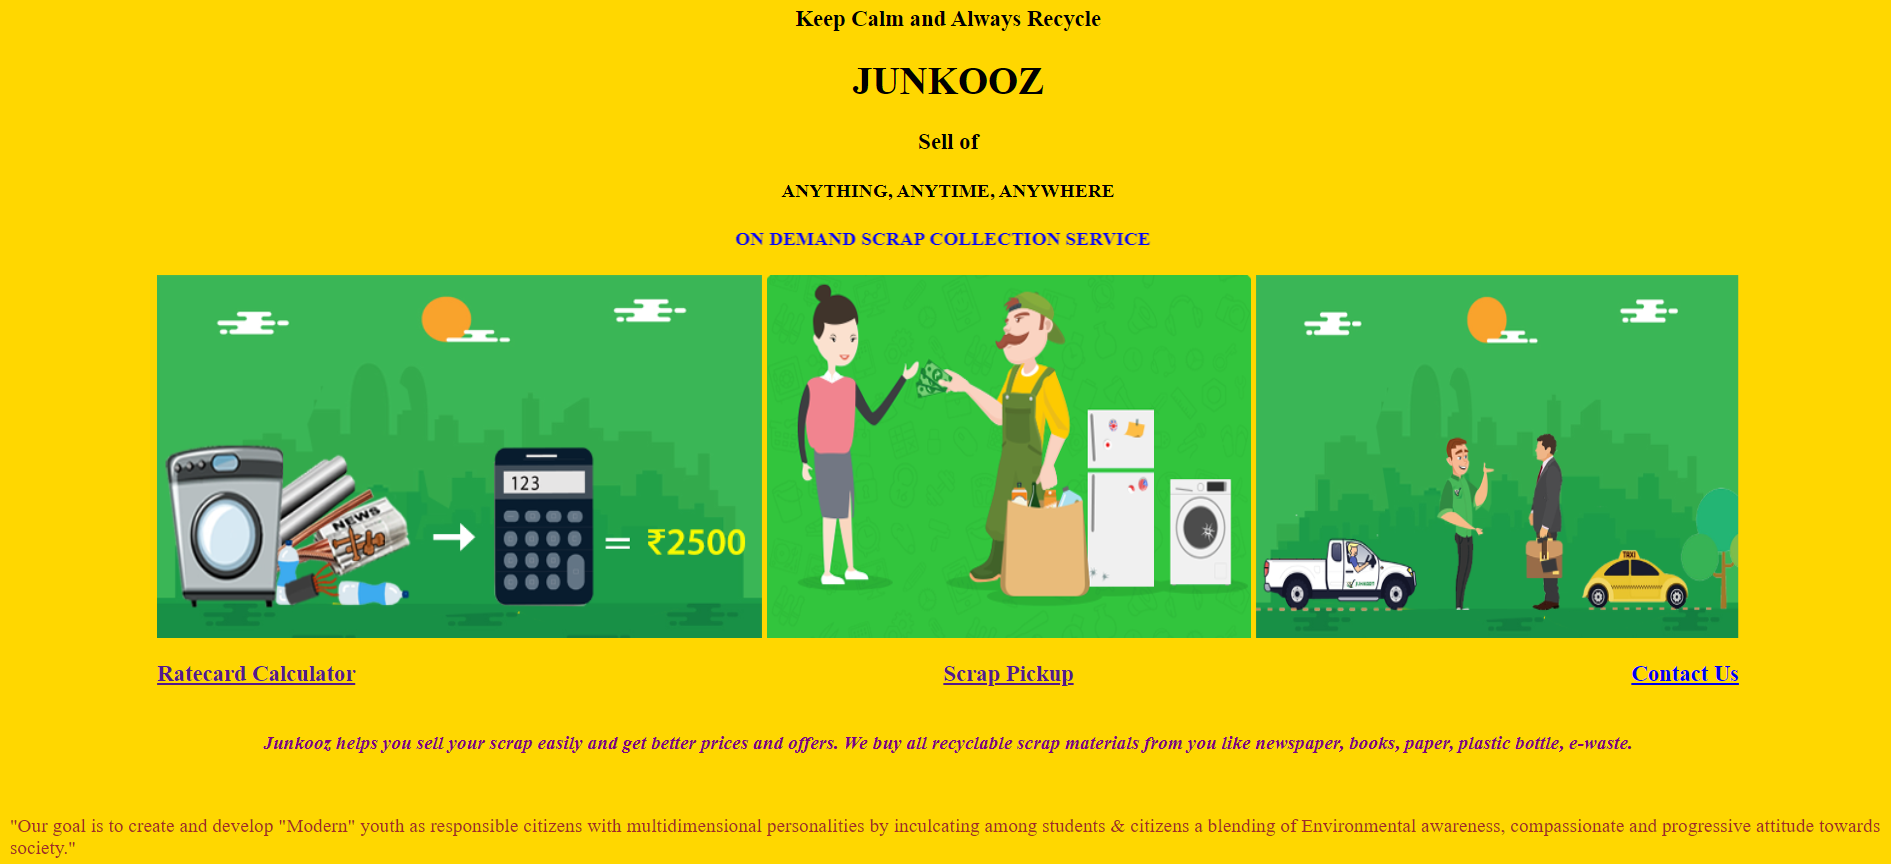 Keep Calm and Always Recycle
JUNKOOZ
Sell of
ANYTHING, ANYTIME, ANYWHERE
ON DEMAND SCRAP COLLECTION SERVICE
NEWS
123
= ₹2500
TAXI
Ratecard Calculator
Scrap Pickup
Contact Us
Junkooz helps you sell your scrap easily and get better prices and offers. We buy all recyclable scrap materials from you like newspaper, books, paper, plastic bottle, e-waste.
"Our goal is to create and develop "Modern" youth as responsible citizens with multidimensional personalities by inculcating among students & citizens a blending of Environmental awareness, compassionate and progressive attitude towards
society."